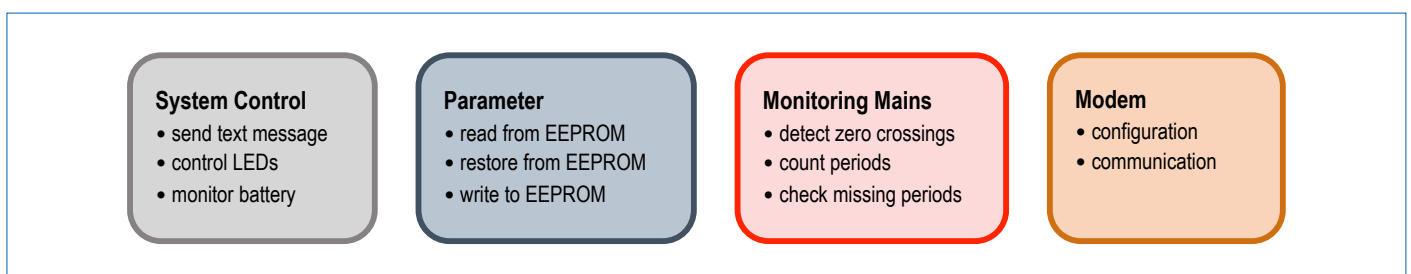 System Control
• send text message
• control LEDs
• monitor battery
Parameter
• read from EEPROM
• restore from EEPROM
• write to EEPROM
Monitoring Mains
• detect zero crossings
• count periods
• check missing periods
Modem
• configuration
• communication